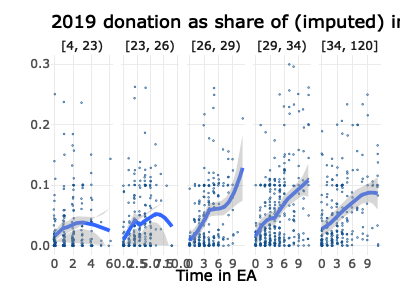 2019 donation as share of (imputed) i
[4, 23) [23, 26) [26, 29) [29, 34) [34, 120]
0.3
0.2
0.1
0.0
0 2 4 6 0 3 6 9 0 3 6 9 0 3 6 9
Time in EA